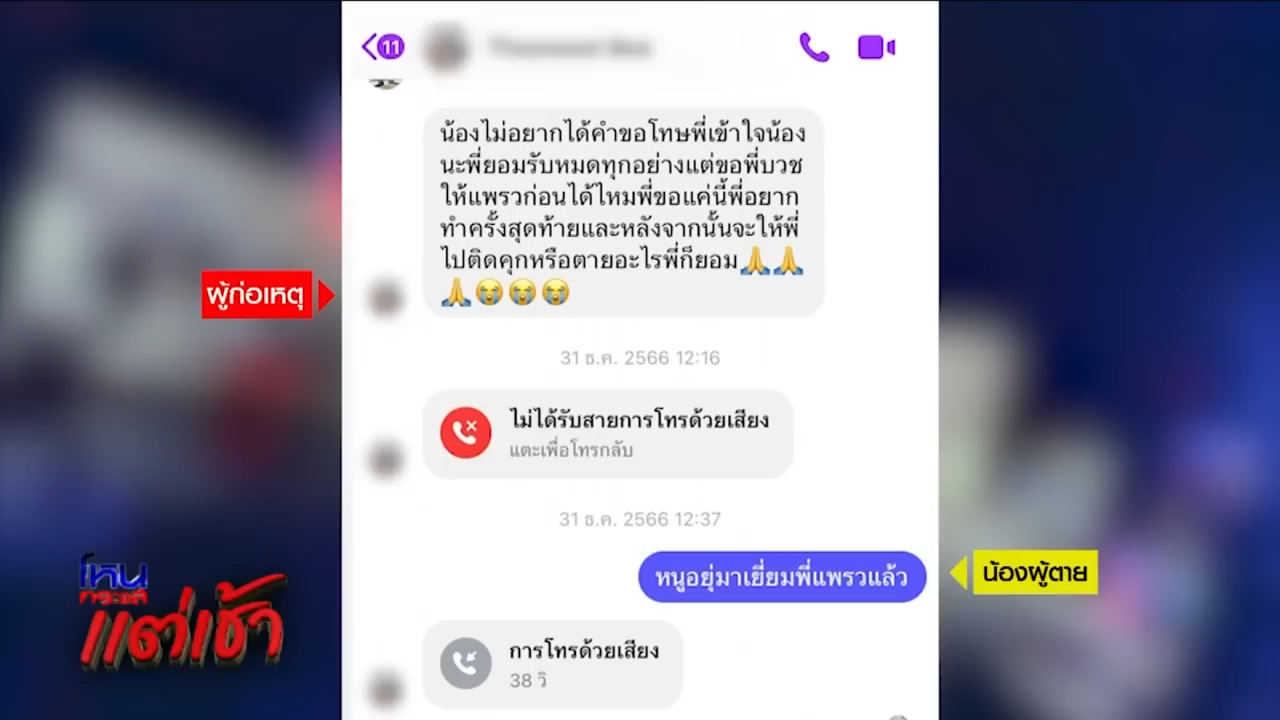 11
น้องไม่อยากได้คำขอโทษพี่เข้าใจน้อง
นะพี่ยอมรับหมดทุกอย่างแต่ขอพี่บวช
ให้แพรวก่อนได้ไหมพี่ขอแค่นี้พี่อยาก
ทำครั้งสุดท้ายและหลังจากนั้นจะให้พี่
ไปติดคุกหรือตายอะไรพี่ก็ยอม🙏🙏
🙏😭😭😭
ผู้ก่อเหตุ
31 ธ.ค. 2566 12:16
ไม่ได้รับสายการโทรด้วยเสียง
แตะเพื่อโทรกลับ
31 ธ.ค. 2566 12:37
หนูอยุ่มาเยี่ยมพี่แพรวแล้ว
น้องผู้ตาย
การโทรด้วยเสียง
38 วิ
โหน
กระแส
แต่เช้า